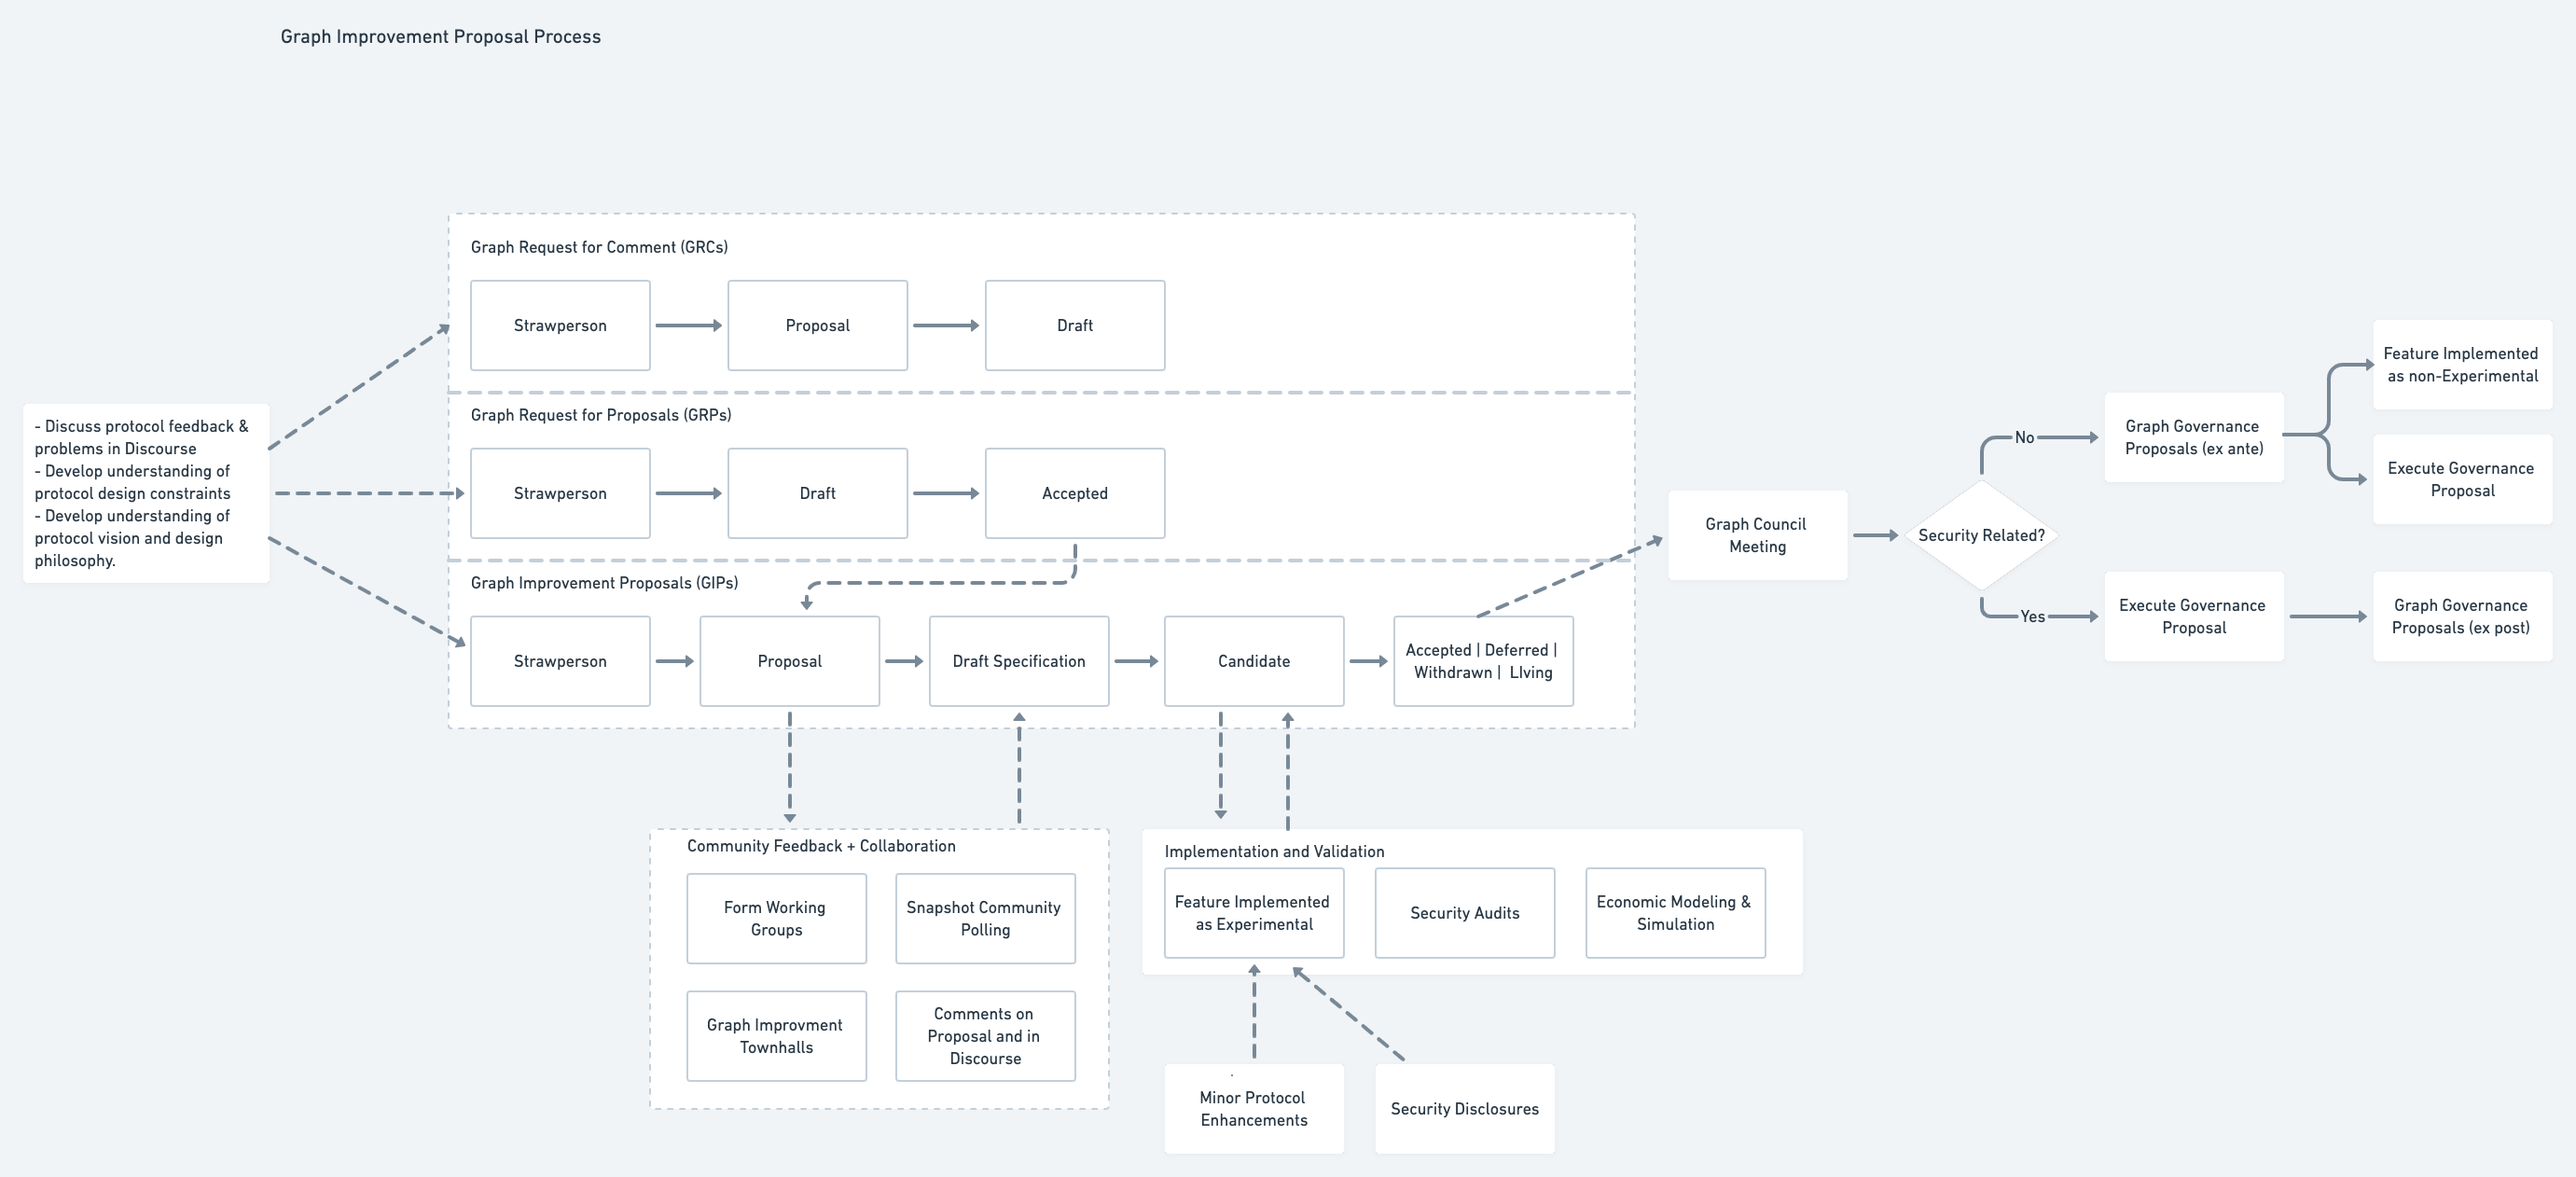 Graph Improvement Proposal Process
- Discuss protocol feedback &
problems in Discourse
- Develop understanding of
protocol design constraints
- Develop understanding of
protocol vision and design
philosophy.
Graph Request for Comment (GRCs)
Strawperson
Proposal
Draft
Graph Request for Proposals (GRPs)
Strawperson
Draft
Accepted
Graph Improvement Proposals (GIPs)
Strawperson
Proposal
Draft Specification
Candidate
Accepted | Deferred |
Withdrawn | LIving
Community Feedback + Collaboration
Form Working
Groups
Snapshot Community
Polling
Graph Improvment
Townhalls
Comments on
Proposal and in
Discourse
Implementation and Validation
Feature Implemented
as Experimental
Security Audits
Economic Modeling &
Simulation
Minor Protocol
Enhancements
Security Disclosures
Graph Council
Meeting
Security Related?
No
Graph Governance
Proposals (ex ante)
Feature Implemented
as non-Experimental
Execute Governance
Proposal
Yes
Execute Governance
Proposal
Graph Governance
Proposals (ex post)